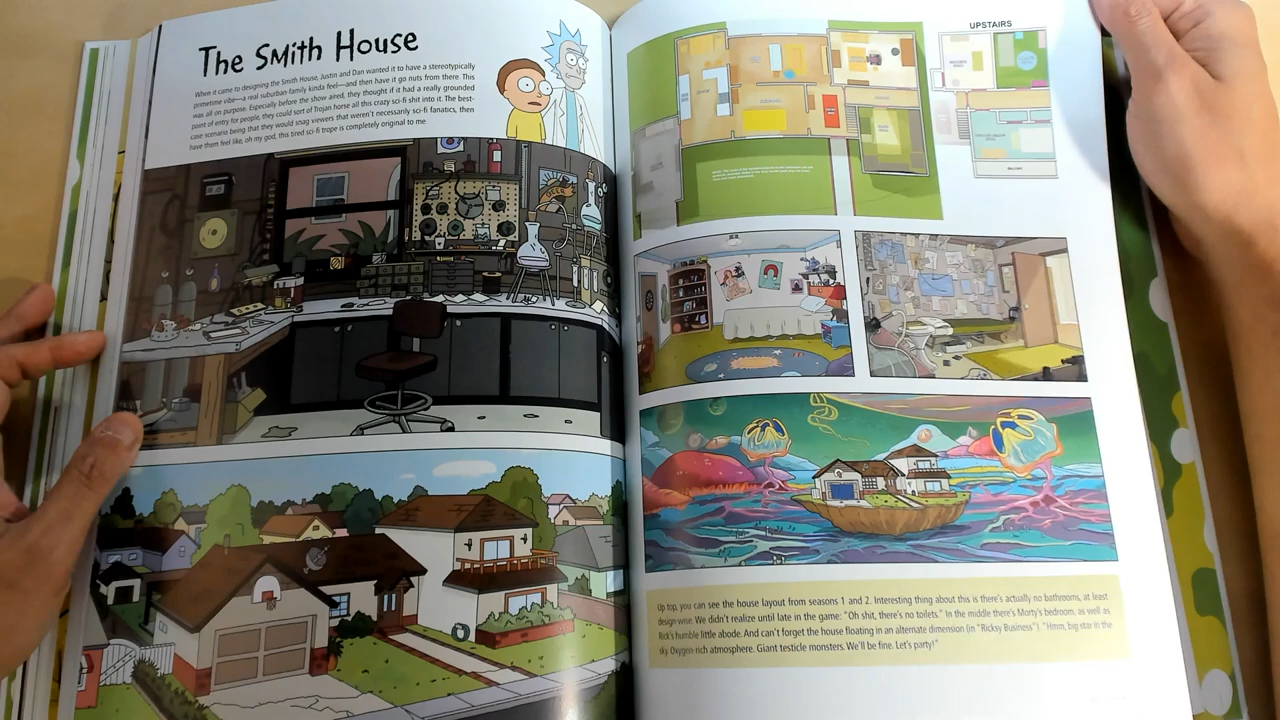 The Smith House
When it came to designing the Smith House, Justin and Dan wanted it to have a stereotypically
primetime vibe—a real suburban family kinda feel—and then have it go nuts from there. This
was all on purpose. Especially before the show aired, they thought if it had a really grounded
point of entry for people, they could sort of Trojan horse all this crazy sci-fi shit into it. The best-
case scenario being that they would snag viewers that weren't necessarily sci-fi fanatics, then
have them feel like, oh my god, this tired sci-fi trope is completely original to me.
UPSTAIRS
BALCONY
Up top, you can see the house layout from seasons 1 and 2. Interesting thing about this is there's actually no bathrooms, at least
design-wise. We didn't realize until late in the game: "Oh shit, there's no toilets." In the middle there's Morty's bedroom, as well as
Rick's humble little abode. And can't forget the house floating in an alternate dimension (in "Ricksy Business"). "Hmm, big star in the
sky. Oxygen-rich atmosphere. Giant testicle monsters. We'll be fine. Let's party!"